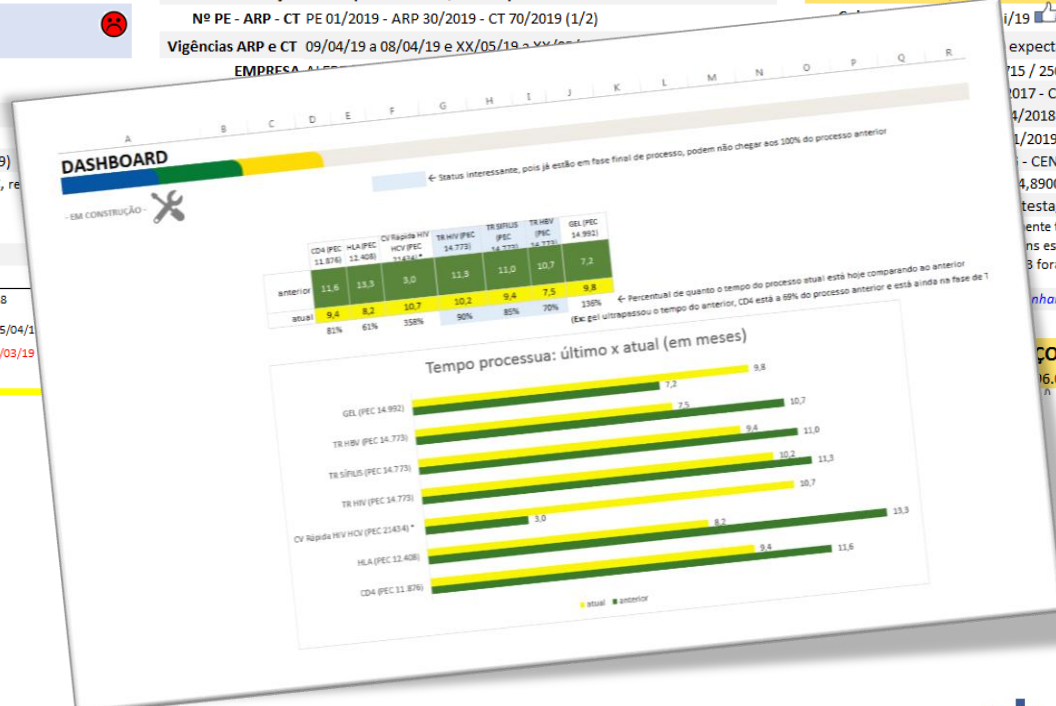 Nº PE - ARP - CT PE 01/2019 - ARP 30/2019 - CT 70/2019 (1/2)
i/19
Vigências ARP e CT 09/04/19 a 08/04/19 e XX/05/19 a
expect
EMPRESA
715 / 250
2017 - C
4/2018
1/2019
- CEN
4,8900
testa
ente
ns es
3 fora
nhar
ÇO
9)
, re
8
5/04/1
/03/19
A B C D E F G H I J K L M N O P Q R
DASHBOARD
- EM CONSTRUÇÃO -
← Status interessante, pois já estão em fase final de processo, podem não chegar aos 100% do processo anterior
CD4 (PEC 11.876) HLA (PEC 12.408) CV Rápida HIV HCV (PEC 21434) * TR HIV (PEC 14.773) TR SIFILIS (PEC 14.773) TR HBV (PEC 14.773) GEL (PEC 14.992)
anterior 11,6 13,3 3,0 11,3 11,0 10,7 7,2
atual 9,4 8,2 10,7 10,2 9,4 7,5 9,8
81% 61% 358% 90% 85% 70% 136%
← Percentual de quanto o tempo do processo atual está hoje comparando ao anterior
(Ex: gel ultrapassou o tempo do anterior, CD4 está a 69% do processo anterior e está ainda na fase de T
Tempo processua: último x atual (em meses)
GEL (PEC 14.992) 9,8 7,2
TR HBV (PEC 14.773) 7,5 10,7
TR SÍFILIS (PEC 14.773) 9,4 11,0
TR HIV (PEC 14.773) 10,2 11,3
CV Rápida HIV HCV (PEC 21434) * 10,7 3,0
HLA (PEC 12.408) 8,2 13,3
CD4 (PEC 11.876) 9,4 11,6
atual anterior